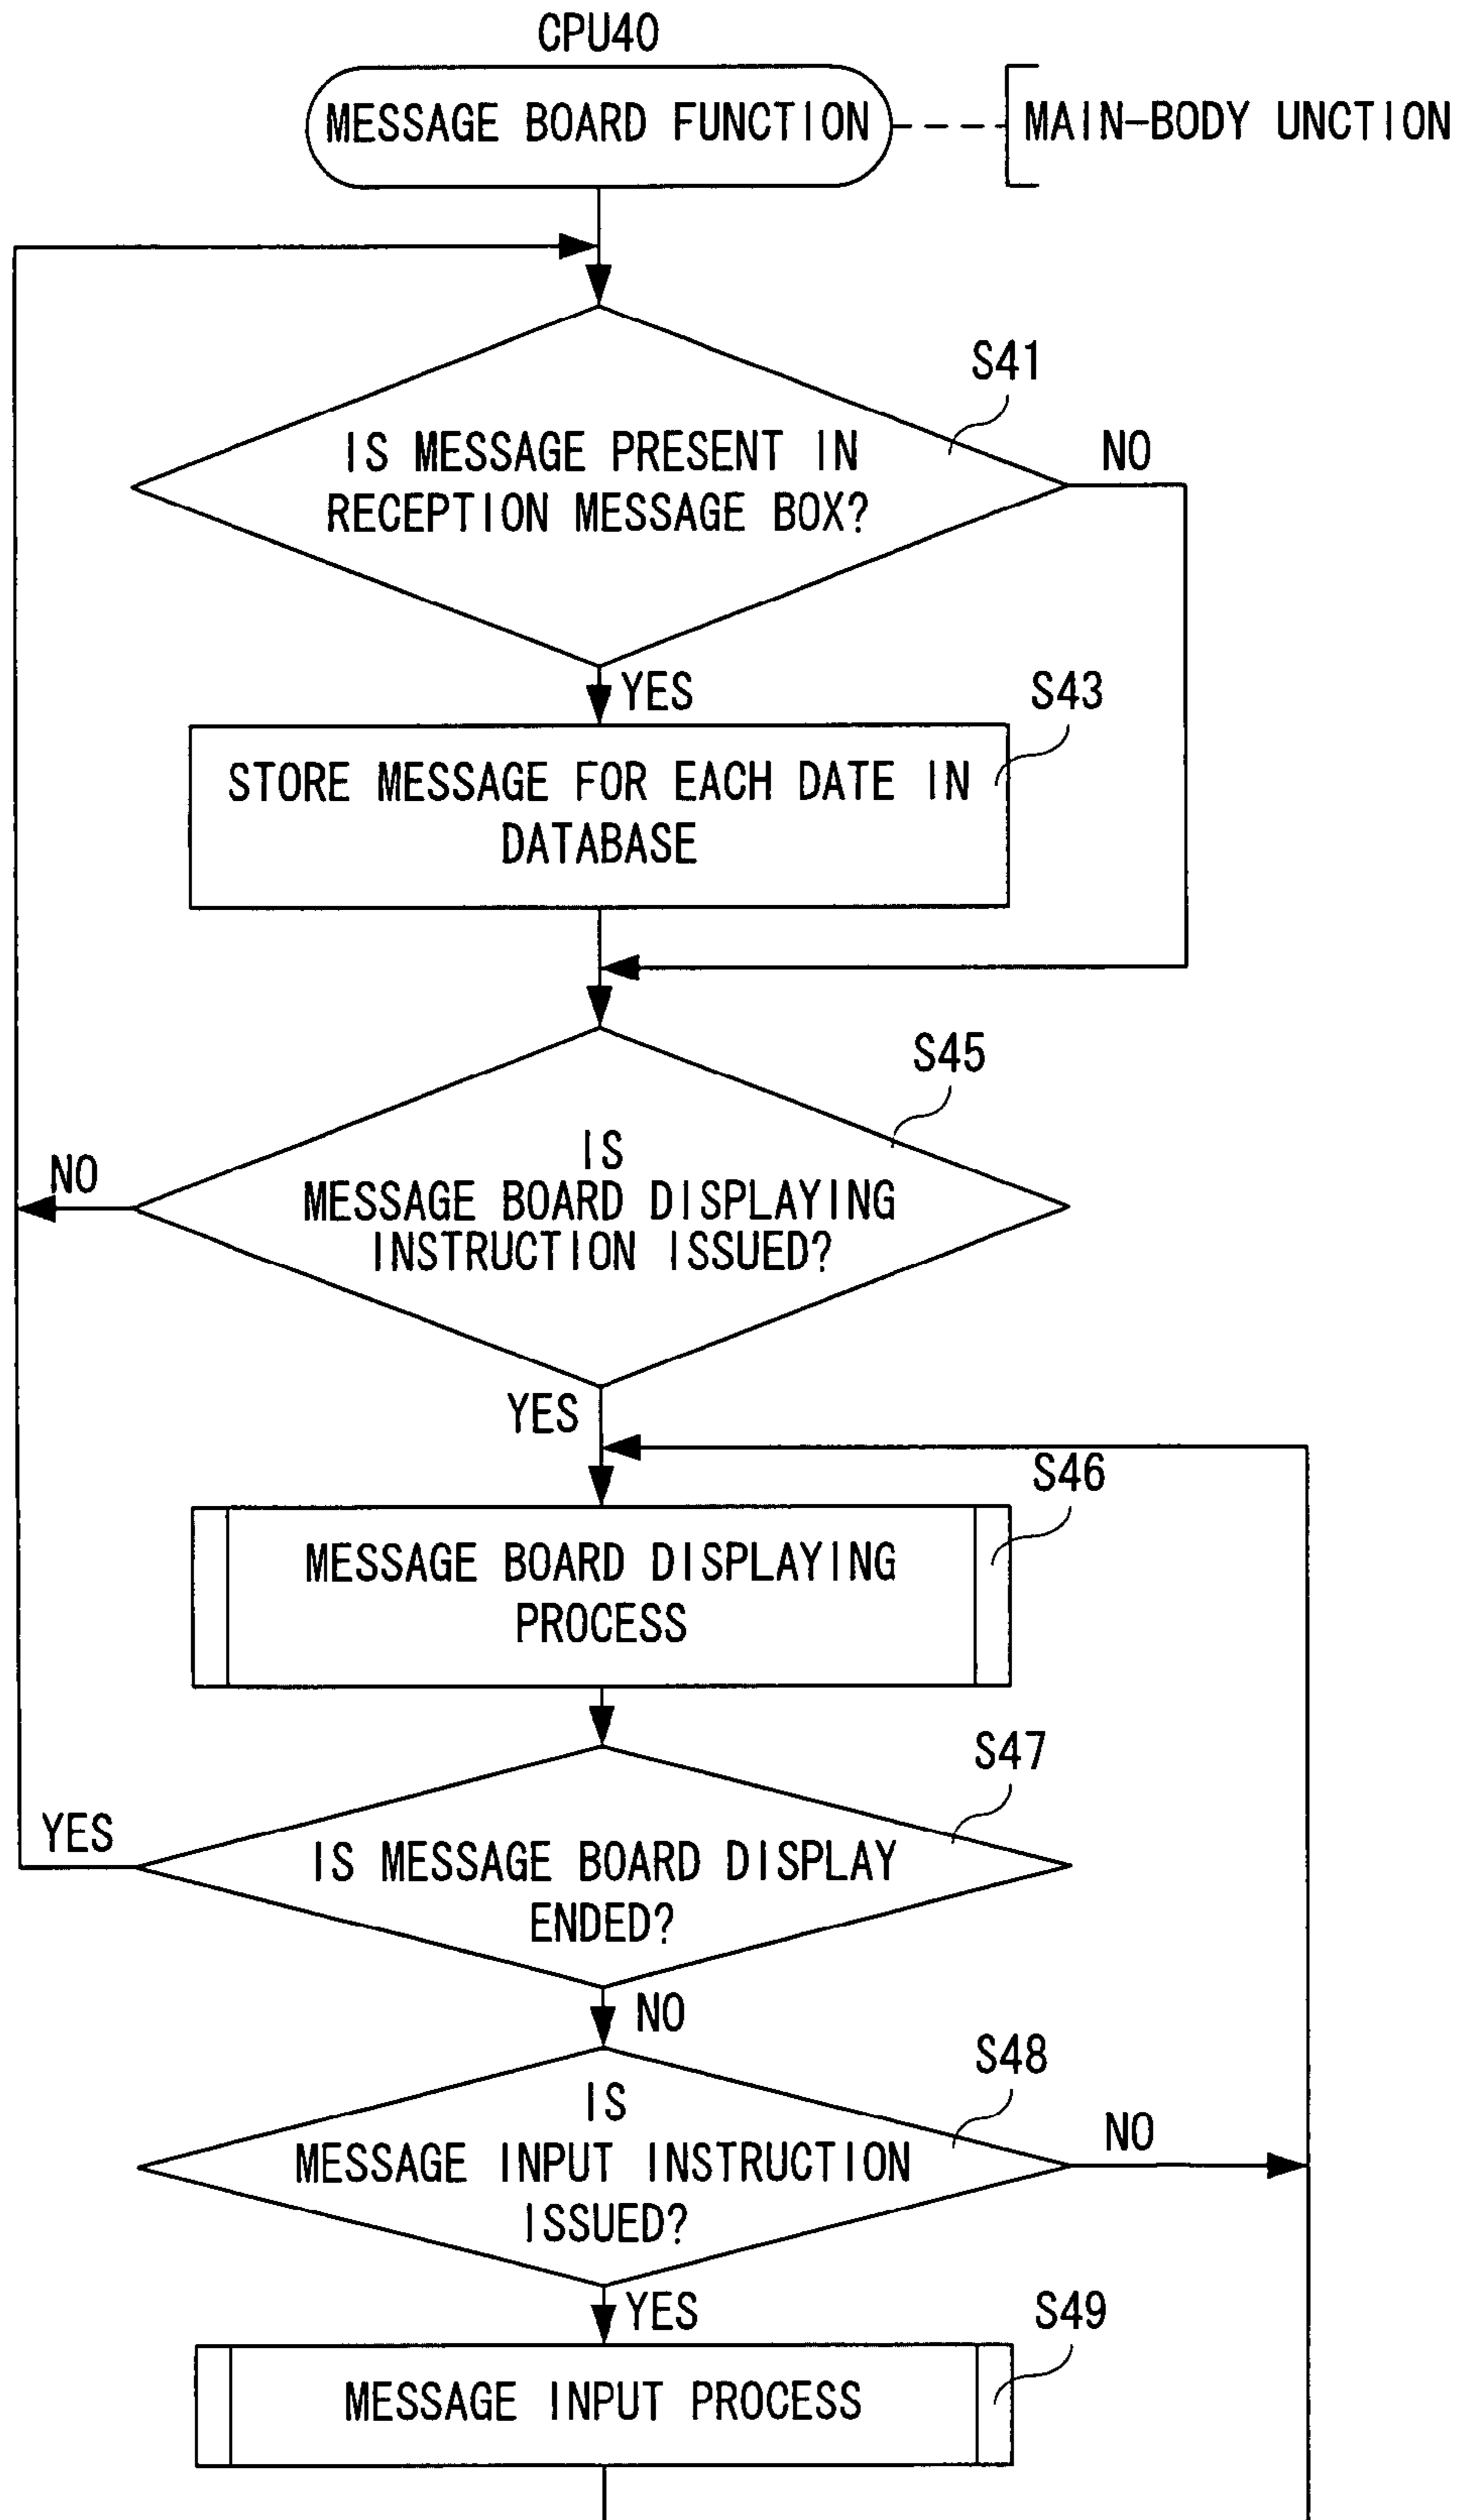 CPU40
MESSAGE BOARD FUNCTION
MAIN-BODY UNCTION
S41
IS MESSAGE PRESENT IN
RECEPTION MESSAGE BOX?
NO
YES
S43
STORE MESSAGE FOR EACH DATE IN
DATABASE
S45
IS
MESSAGE BOARD DISPLAYING
INSTRUCTION ISSUED?
NO
YES
S46
MESSAGE BOARD DISPLAYING
PROCESS
S47
IS MESSAGE BOARD DISPLAY
ENDED?
YES
NO
S48
IS
MESSAGE INPUT INSTRUCTION
ISSUED?
NO
YES
S49
MESSAGE INPUT PROCESS